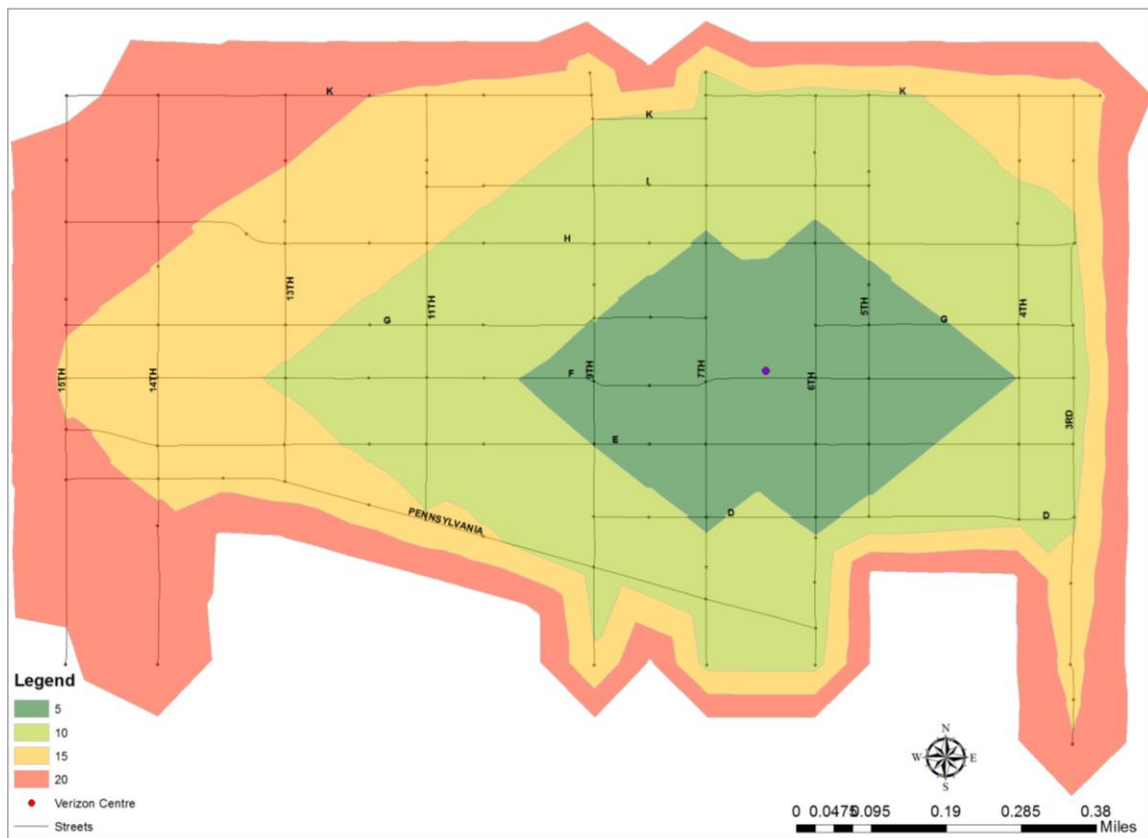 K
K
K
I
H
13TH
11TH
5TH
4TH
G
G
15TH
14TH
F
9TH
7TH
6TH
3RD
E
PENNSYLVANIA
D
D
Legend
5
10
15
20
Verizon Centre
Streets
N
W E
S
0 0.0475 0.095 0.19 0.285 0.38
Miles